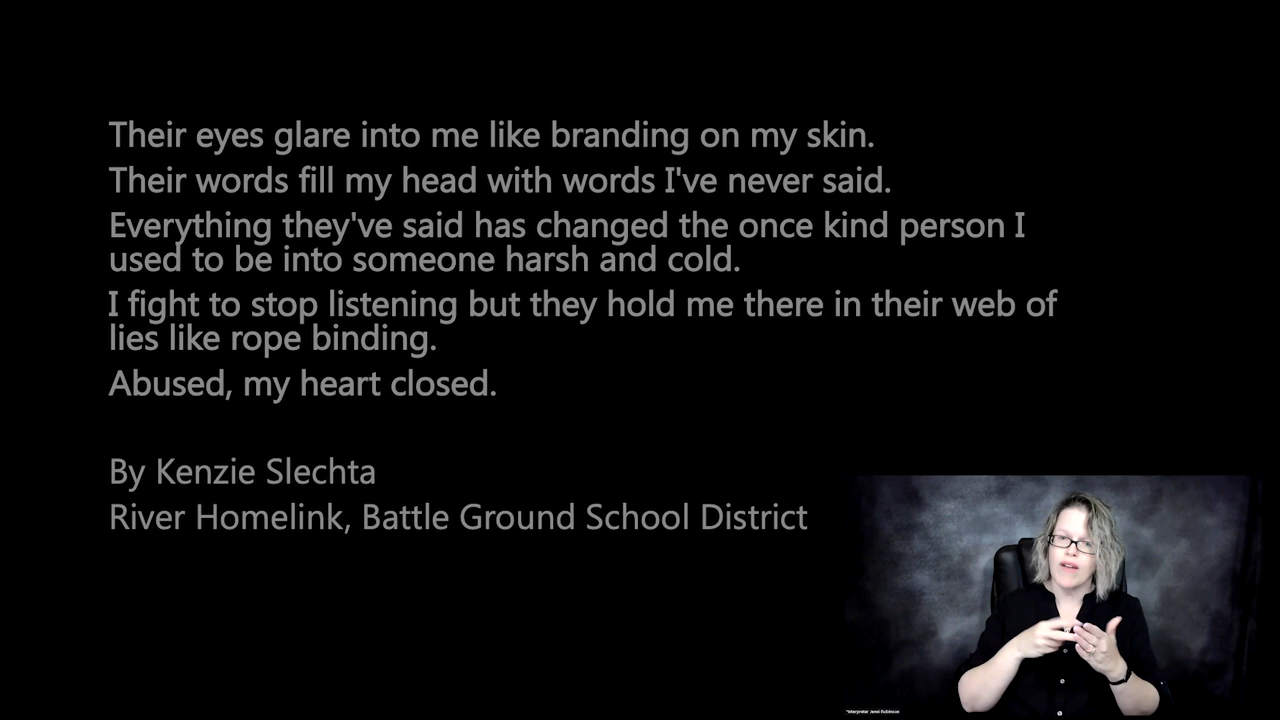 Their eyes glare into me like branding on my skin.
Their words fill my head with words I've never said.
Everything they've said has changed the once kind person I
used to be into someone harsh and cold.
I fight to stop listening but they hold me there in their web of
lies like rope binding.
Abused, my heart closed.
By Kenzie Slechta
River Homelink, Battle Ground School District
*Interpreter Jenni Robinson